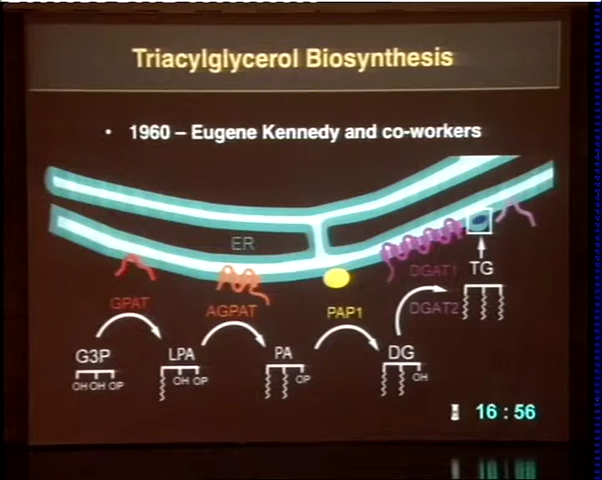 Triacylglycerol Biosynthesis
• 1960 – Eugene Kennedy and co-workers
ER
DGAT1 TG
GPAT
AGPAT
PAP1
DGAT2
G3P
LPA
PA
DG
OH OH OP
OH OP
OP
OH
16 : 56